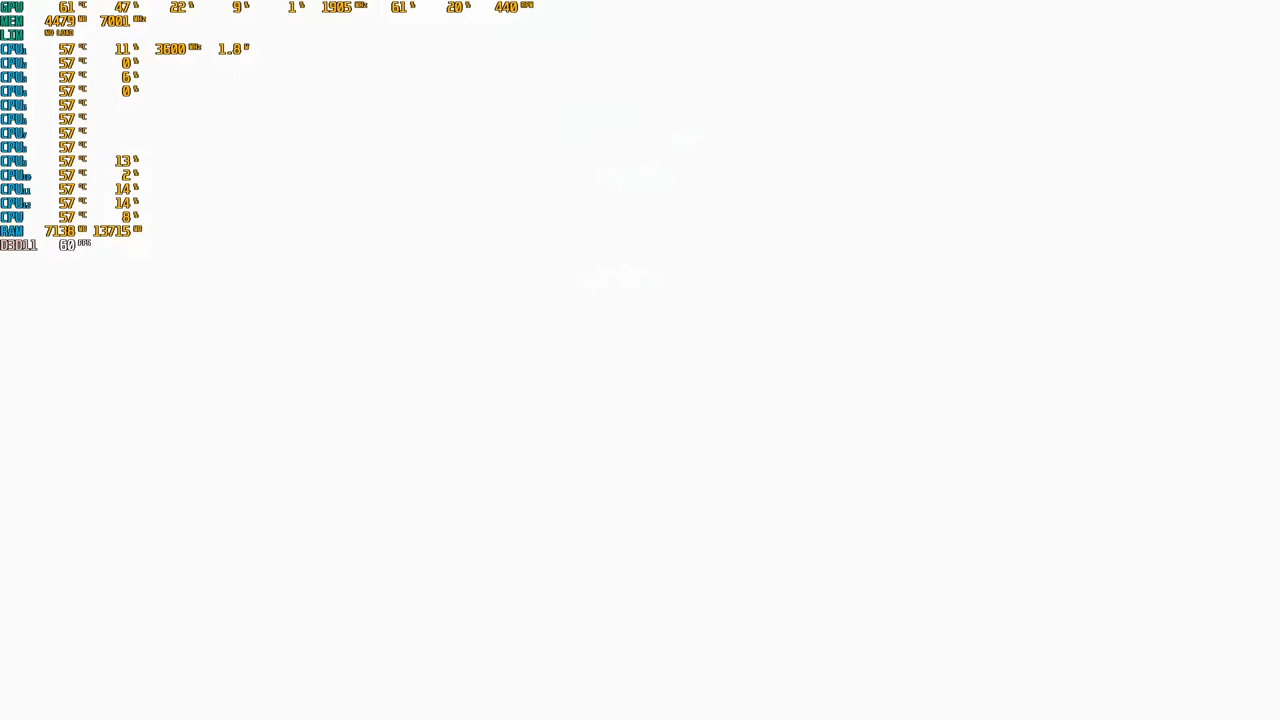 GPU 61 °C 47 % 22 % 9 % 1 % 1905 MHz 61 % 20 % 440 RPM
MEM 4479 MB 7001 MHz
LIM NO LOAD
CPU1 57 °C 11 % 3600 MHz 1.8 W
CPU2 57 °C 0 %
CPU3 57 °C 6 %
CPU4 57 °C 0 %
CPU5 57 °C
CPU6 57 °C
CPU7 57 °C
CPU8 57 °C
CPU9 57 °C 13 %
CPU10 57 °C 2 %
CPU11 57 °C 14 %
CPU12 57 °C 14 %
CPU 57 °C 8 %
RAM 7138 MB 13715 MB
D3D11 60 FPS